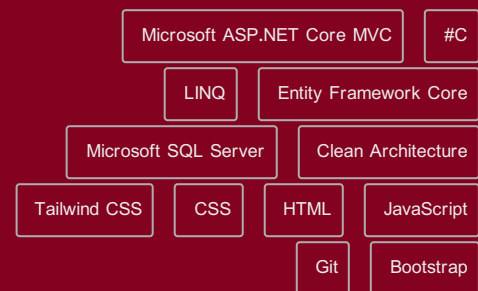 Microsoft ASP.NET Core MVC #C
LINQ Entity Framework Core
Microsoft SQL Server Clean Architecture
Tailwind CSS CSS HTML JavaScript
Git Bootstrap